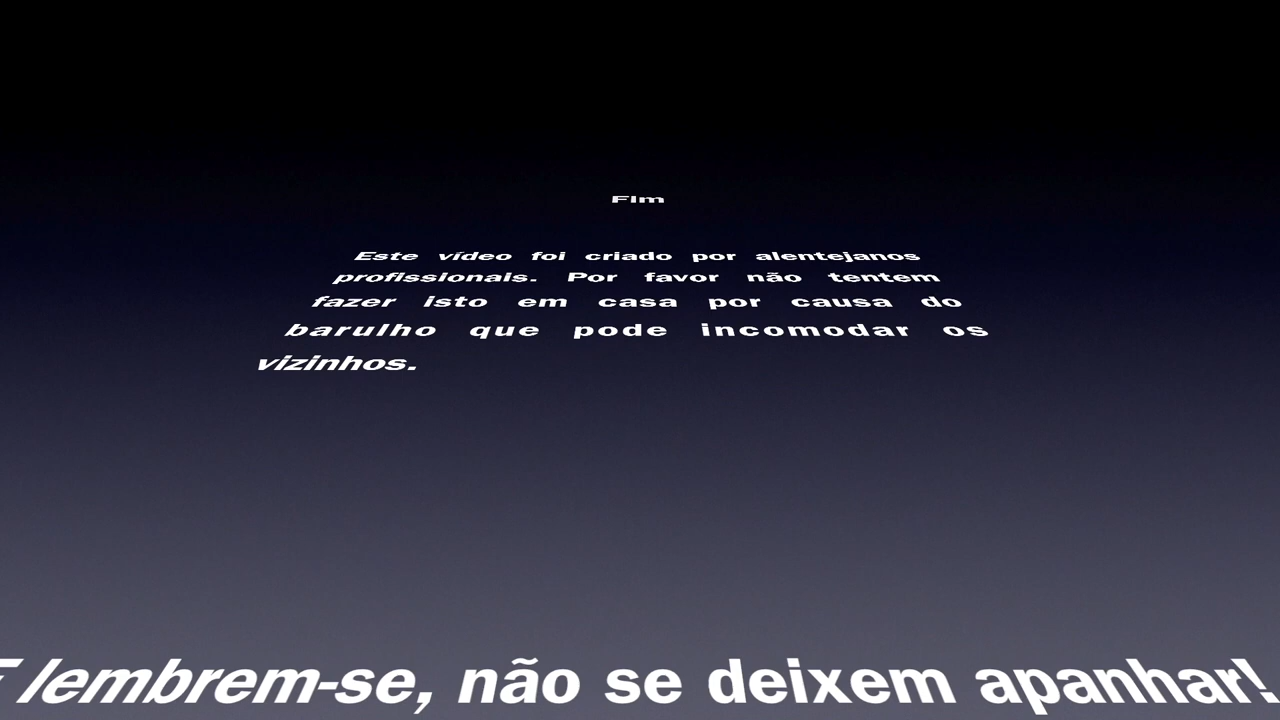 Fim
Este vídeo foi criado por alentejanos
profissionais. Por favor não tentem
fazer isto em casa por causa do
barulho que pode incomodar os
vizinhos.
E lembrem-se, não se deixem apanhar!